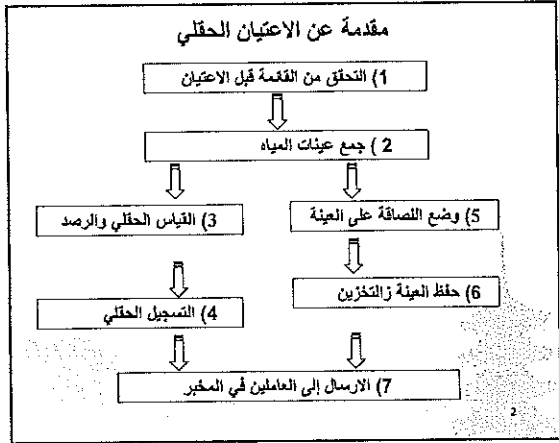 مقدمة عن الاعتيان الحقلي
1) التحقق من القائمة قبل الاعتيان
2 ) جمع عينات المياه
3) القياس الحقلي والرصد
5) وضع اللصاقة على العينة
4) التسجيل الحقلي
6) حفظ العينة زالتخزين
7) الارسال إلى العاملين في المخبر
2